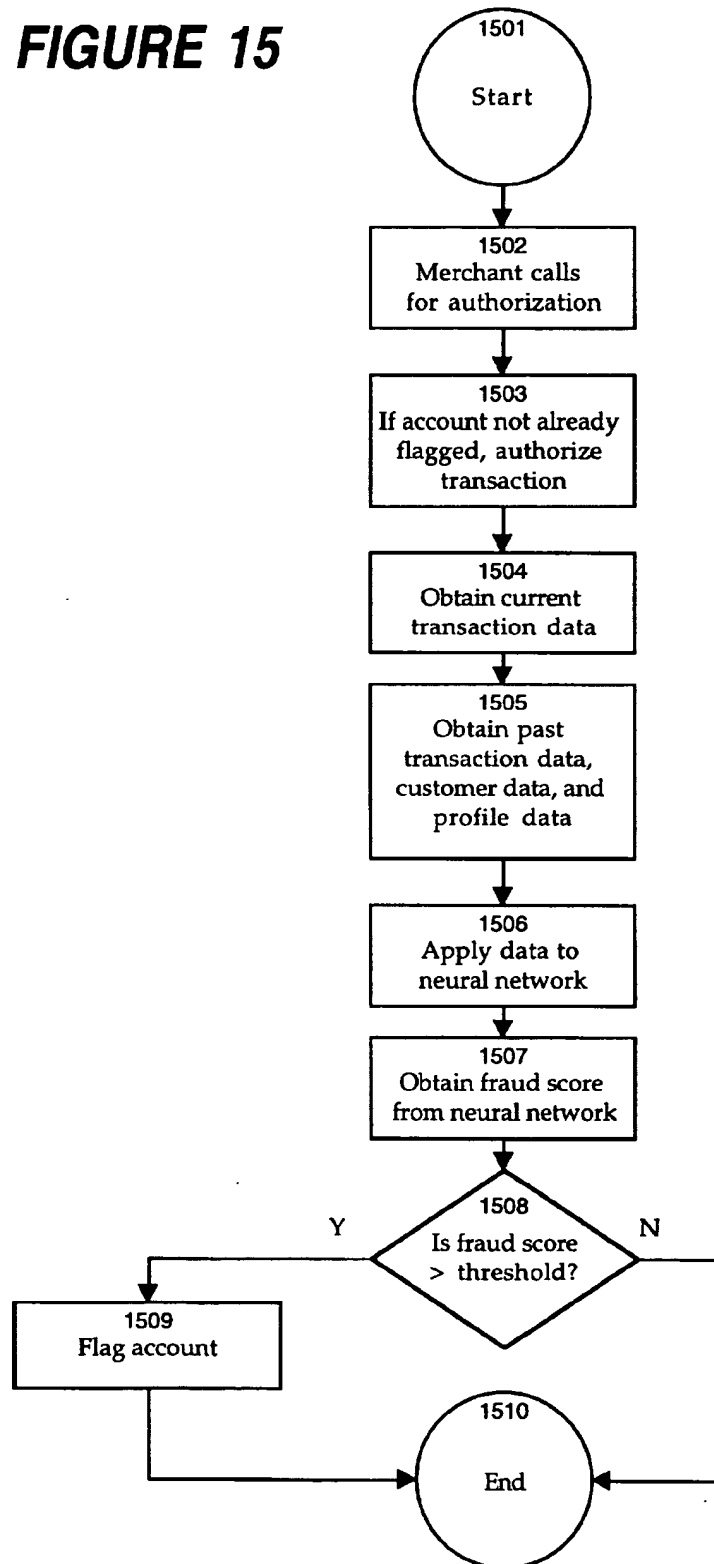 FIGURE 15
1501
Start
1502
Merchant calls
for authorization
1503
If account not already
flagged, authorize
transaction
1504
Obtain current
transaction data
1505
Obtain past
transaction data,
customer data, and
profile data
1506
Apply data to
neural network
1507
Obtain fraud score
from neural network
1508
Is fraud score
> threshold?
Y
N
1509
Flag account
1510
End